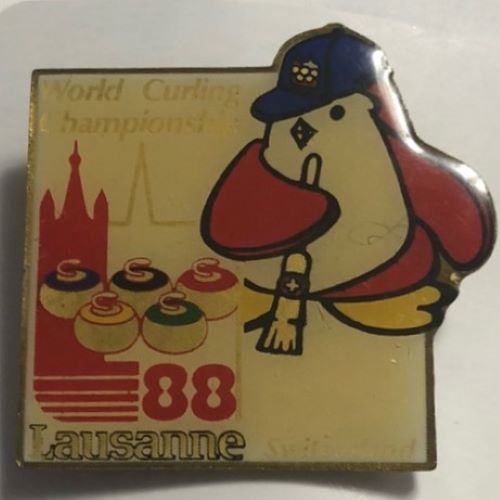 World Curling
Championship
88
Lausanne
Switzerland